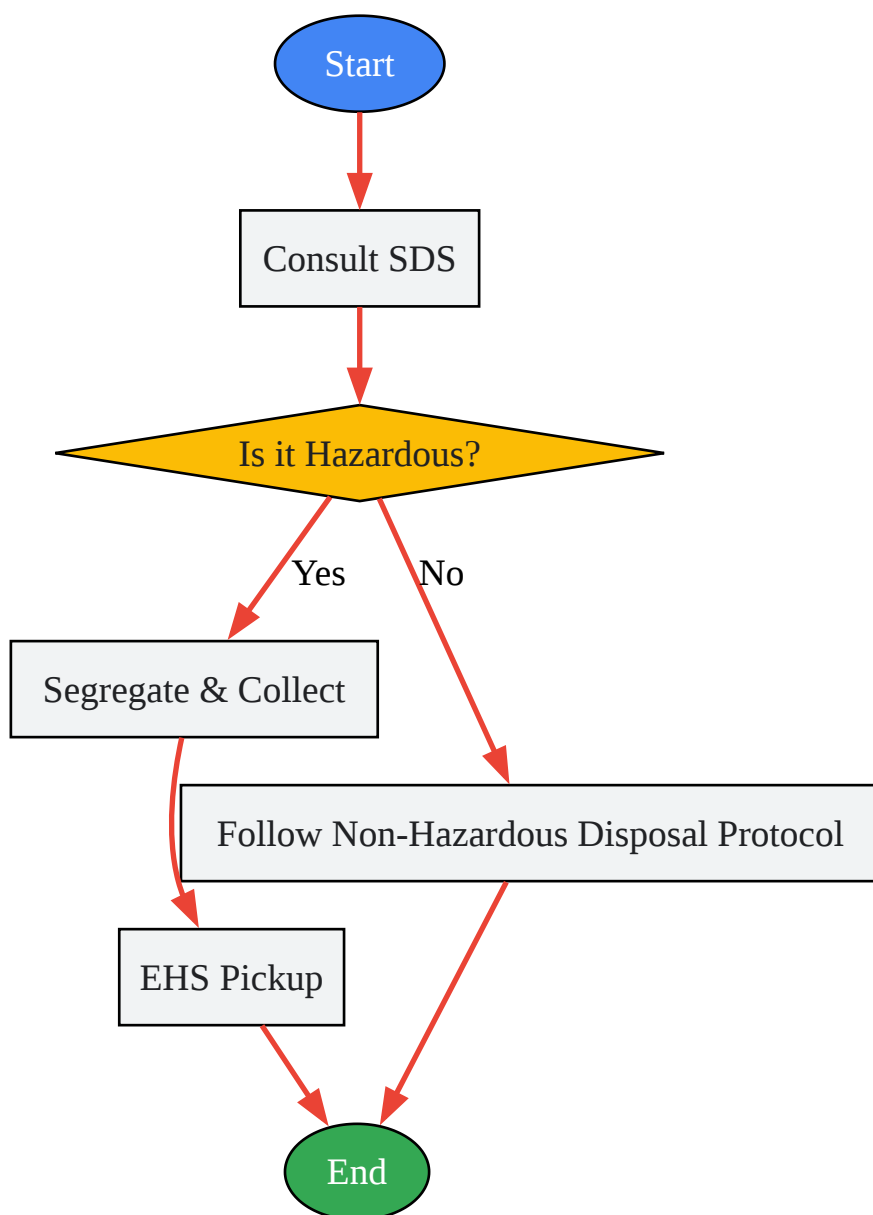 Start
Consult SDS
Is it Hazardous?
Yes
No
Segregate & Collect
Follow Non-Hazardous Disposal Protocol
EHS Pickup
End